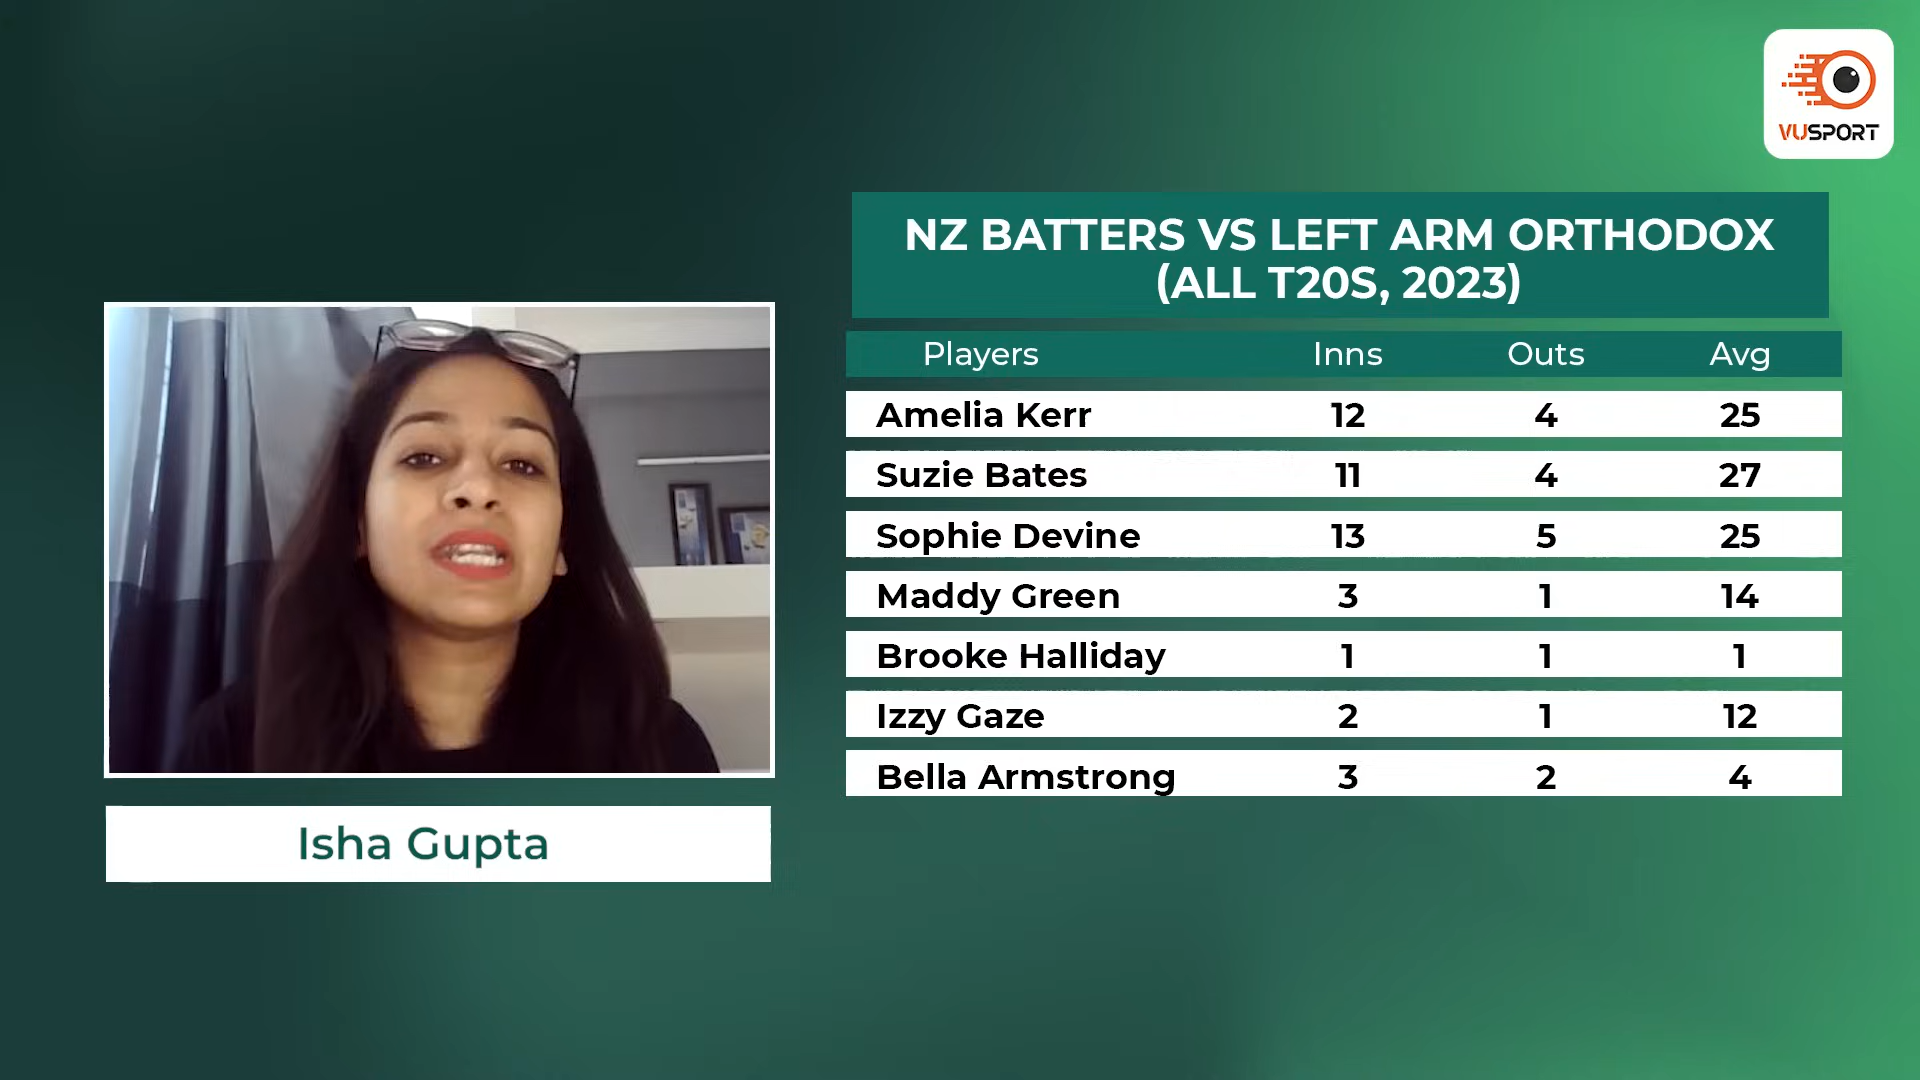 VUSPORT
NZ BATTERS VS LEFT ARM ORTHODOX
(ALL T20S, 2023)
Players Inns Outs Avg
Amelia Kerr 12 4 25
Suzie Bates 11 4 27
Sophie Devine 13 5 25
Maddy Green 3 1 14
Brooke Halliday 1 1 1
Izzy Gaze 2 1 12
Bella Armstrong 3 2 4
Isha Gupta